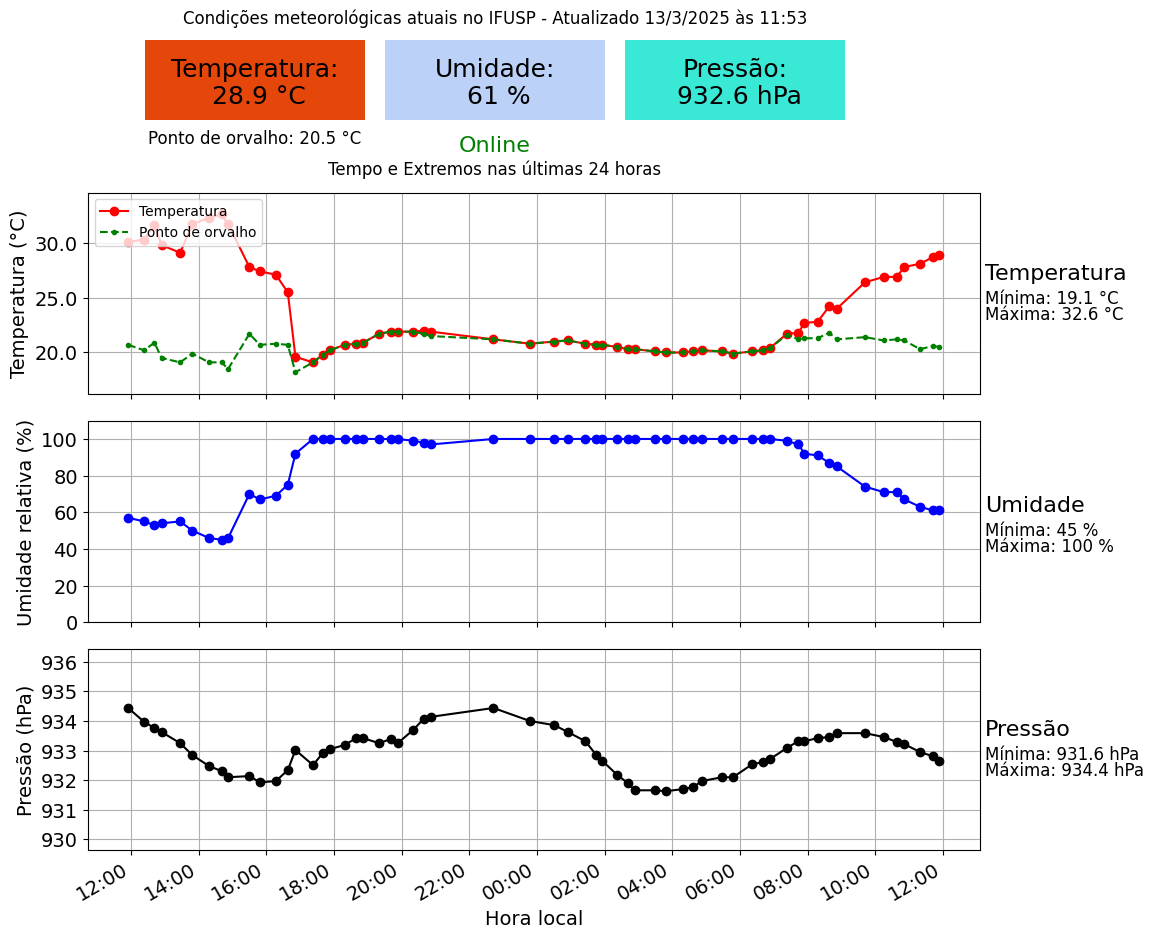 Condições meteorológicas atuais no IFUSP - Atualizado 13/3/2025 às 11:53
Temperatura:
28.9 °C
Umidade:
61 %
Pressão:
932.6 hPa
Ponto de orvalho: 20.5 °C
Online
Tempo e Extremos nas últimas 24 horas
Temperatura (°C)
30.0
25.0
20.0
Temperatura
Ponto de orvalho
Temperatura
Mínima: 19.1 °C
Máxima: 32.6 °C
Umidade relativa (%)
100
80
60
40
20
0
Umidade
Mínima: 45 %
Máxima: 100 %
Pressão (hPa)
936
935
934
933
932
931
930
Pressão
Mínima: 931.6 hPa
Máxima: 934.4 hPa
12:00 14:00 16:00 18:00 20:00 22:00 00:00 02:00 04:00 06:00 08:00 10:00 12:00
Hora local